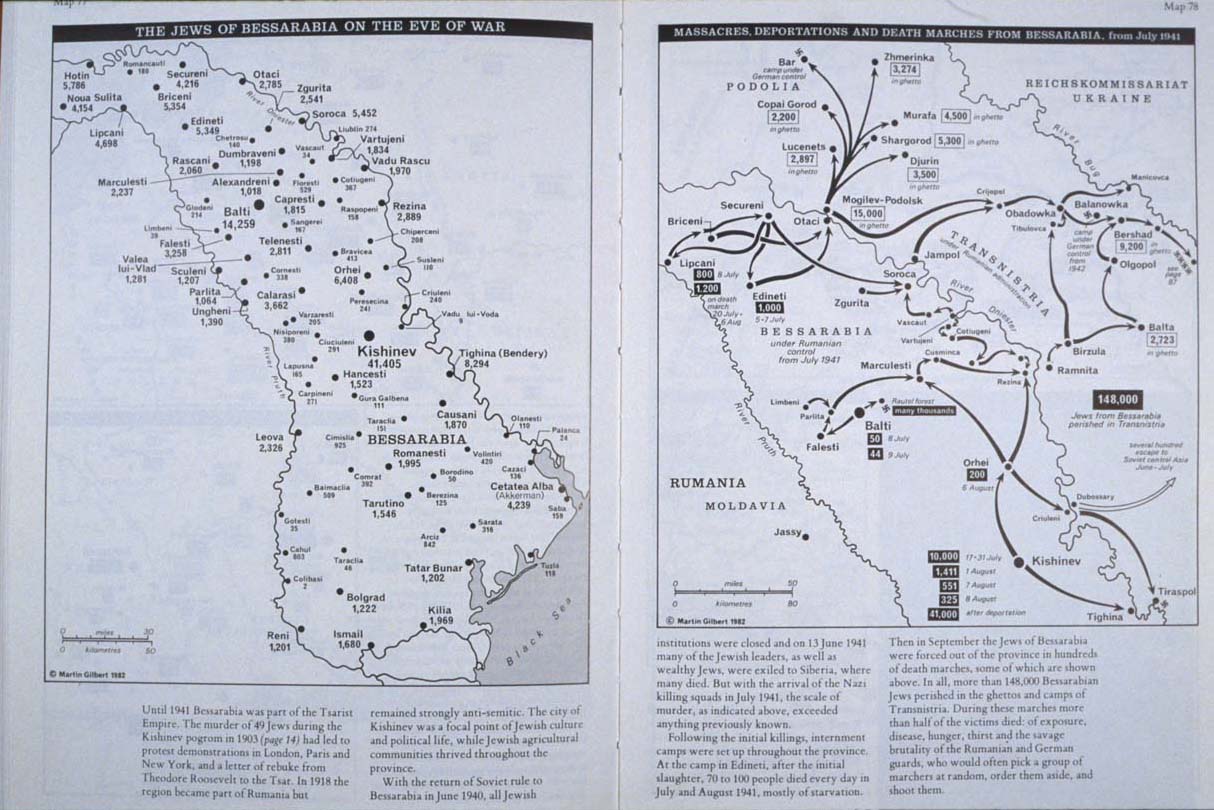 Map 77
THE JEWS OF BESSARABIA ON THE EVE OF WAR
Hotin
5,786
Romancauti
180
Secureni
4,216
Briceni
5,354
Noua Sulita
4,154
Lipcani
4,698
Otaci
2,785
Zgurita
2,541
River Dniester
Soroca 5,452
Edineti
5,349
Chetrosu
140
Liublin 274
Vartujeni
1,834
Dumbraveni
1,198
Vascaut
34
Rascani
2,060
Vadu Rascu
1,970
Marculesti
2,237
Alexandreni
1,018
Floresti
529
Cotiugeni
367
Glodeni
214
Balti
14,259
Capresti
1,815
Raspopeni
158
Rezina
2,889
Limbeni
39
Sangerei
167
Falesti
3,258
Telenesti
2,811
Chiperceni
208
Valea
lui-Vlad
1,281
Bravicea
413
Susleni
110
Sculeni
1,207
Cornesti
338
Orhei
6,408
Parlita
1,064
Calarasi
3,662
Peresecina
241
Criuleni
240
Ungheni
1,390
Varzaresti
205
Vadu lui-Voda
Nisiporeni
380
Ciuciuleni
291
Kishinev
41,405
Tighina (Bendery)
8,294
River Pruth
Lapusna
165
Hancesti
1,523
Carpineni
271
Gura Galbena
111
Causani
1,870
Taraclia
151
Olanesti
110
Palanca
24
Leova
2,326
Cimislia
925
BESSARABIA
Romanesti
1,995
Volintiri
420
Cazaci
136
Comrat
392
Borodino
50
Baimaclia
509
Tarutino
1,546
Berezina
125
Cetatea Alba
(Akkerman)
4,239
Saba
159
Gotesti
25
Sarata
316
Arciz
842
Cahul
803
Taraclia
46
Tatar Bunar
1,202
Tuzla
118
Colibasi
2
Bolgrad
1,222
Kilia
1,969
Reni
1,201
Ismail
1,680
Black Sea
0 miles 30
0 kilometres 50
© Martin Gilbert 1982
Until 1941 Bessarabia was part of the Tsarist
Empire. The murder of 49 Jews during the
Kishinev pogrom in 1903 (page 14) had led to
protest demonstrations in London, Paris and
New York, and a letter of rebuke from
Theodore Roosevelt to the Tsar. In 1918 the
region became part of Rumania but
remained strongly anti-semitic. The city of
Kishinev was a focal point of Jewish culture
and political life, while Jewish agricultural
communities thrived throughout the
province.
With the return of Soviet rule to
Bessarabia in June 1940, all Jewish
Map 78
MASSACRES, DEPORTATIONS AND DEATH MARCHES FROM BESSARABIA, from July 1941
Bar
camp under
German control
PODOLIA
Zhmerinka
3,274
in ghetto
REICHSKOMMISSARIAT
UKRAINE
Copai Gorod
2,200
in ghetto
Murafa 4,500 in ghetto
River Bug
Shargorod 5,300 in ghetto
Lucenets
2,897
in ghetto
Djurin
3,500
in ghetto
Manicovca
Crijopol
Secureni
Mogilev-Podolsk
15,000
in ghetto
Obadowka
Balanowka
Briceni
Otaci
Tibulovca
camp
under
German
control
from
1942
Bershad
9,200 in
ghetto
Lipcani
800 8 July
1,200
on death
march
20 July-
6 Aug
Jampol
TRANSNISTRIA
under Rumanian administration
Olgopol
see
page
87
Edineti
1,000
5-7 July
Soroca
River Dniester
Zgurita
Vascaut
Cotiugeni
Vartujeni
Balta
2,723
in ghetto
BESSARABIA
under Rumanian
control
from July 1941
Cusminca
Birzula
Marculesti
Rezina
Ramnita
Limbeni
Parlita
Rautel forest
many thousands
148,000
Jews from Bessarabia
perished in Transnistria
River Pruth
Falesti
Balti
50 8 July
44 9 July
several hundred
escape to
Soviet central Asia
June-July
Orhei
200
6 August
RUMANIA
MOLDAVIA
Dubossary
Criuleni
Jassy
10,000 17-31 July
1,411 1 August
551 7 August
325 8 August
41,000 after deportation
Kishinev
Tiraspol
Tighina
0 miles 50
0 kilometres 80
© Martin Gilbert 1982
institutions were closed and on 13 June 1941
many of the Jewish leaders, as well as
wealthy Jews, were exiled to Siberia, where
many died. But with the arrival of the Nazi
killing squads in July 1941, the scale of
murder, as indicated above, exceeded
anything previously known.
Following the initial killings, internment
camps were set up throughout the province.
At the camp in Edineti, after the initial
slaughter, 70 to 100 people died every day in
July and August 1941, mostly of starvation.
Then in September the Jews of Bessarabia
were forced out of the province in hundreds
of death marches, some of which are shown
above. In all, more than 148,000 Bessarabian
Jews perished in the ghettos and camps of
Transnistria. During these marches more
than half of the victims died: of exposure,
disease, hunger, thirst and the savage
brutality of the Rumanian and German
guards, who would often pick a group of
marchers at random, order them aside, and
shoot them.